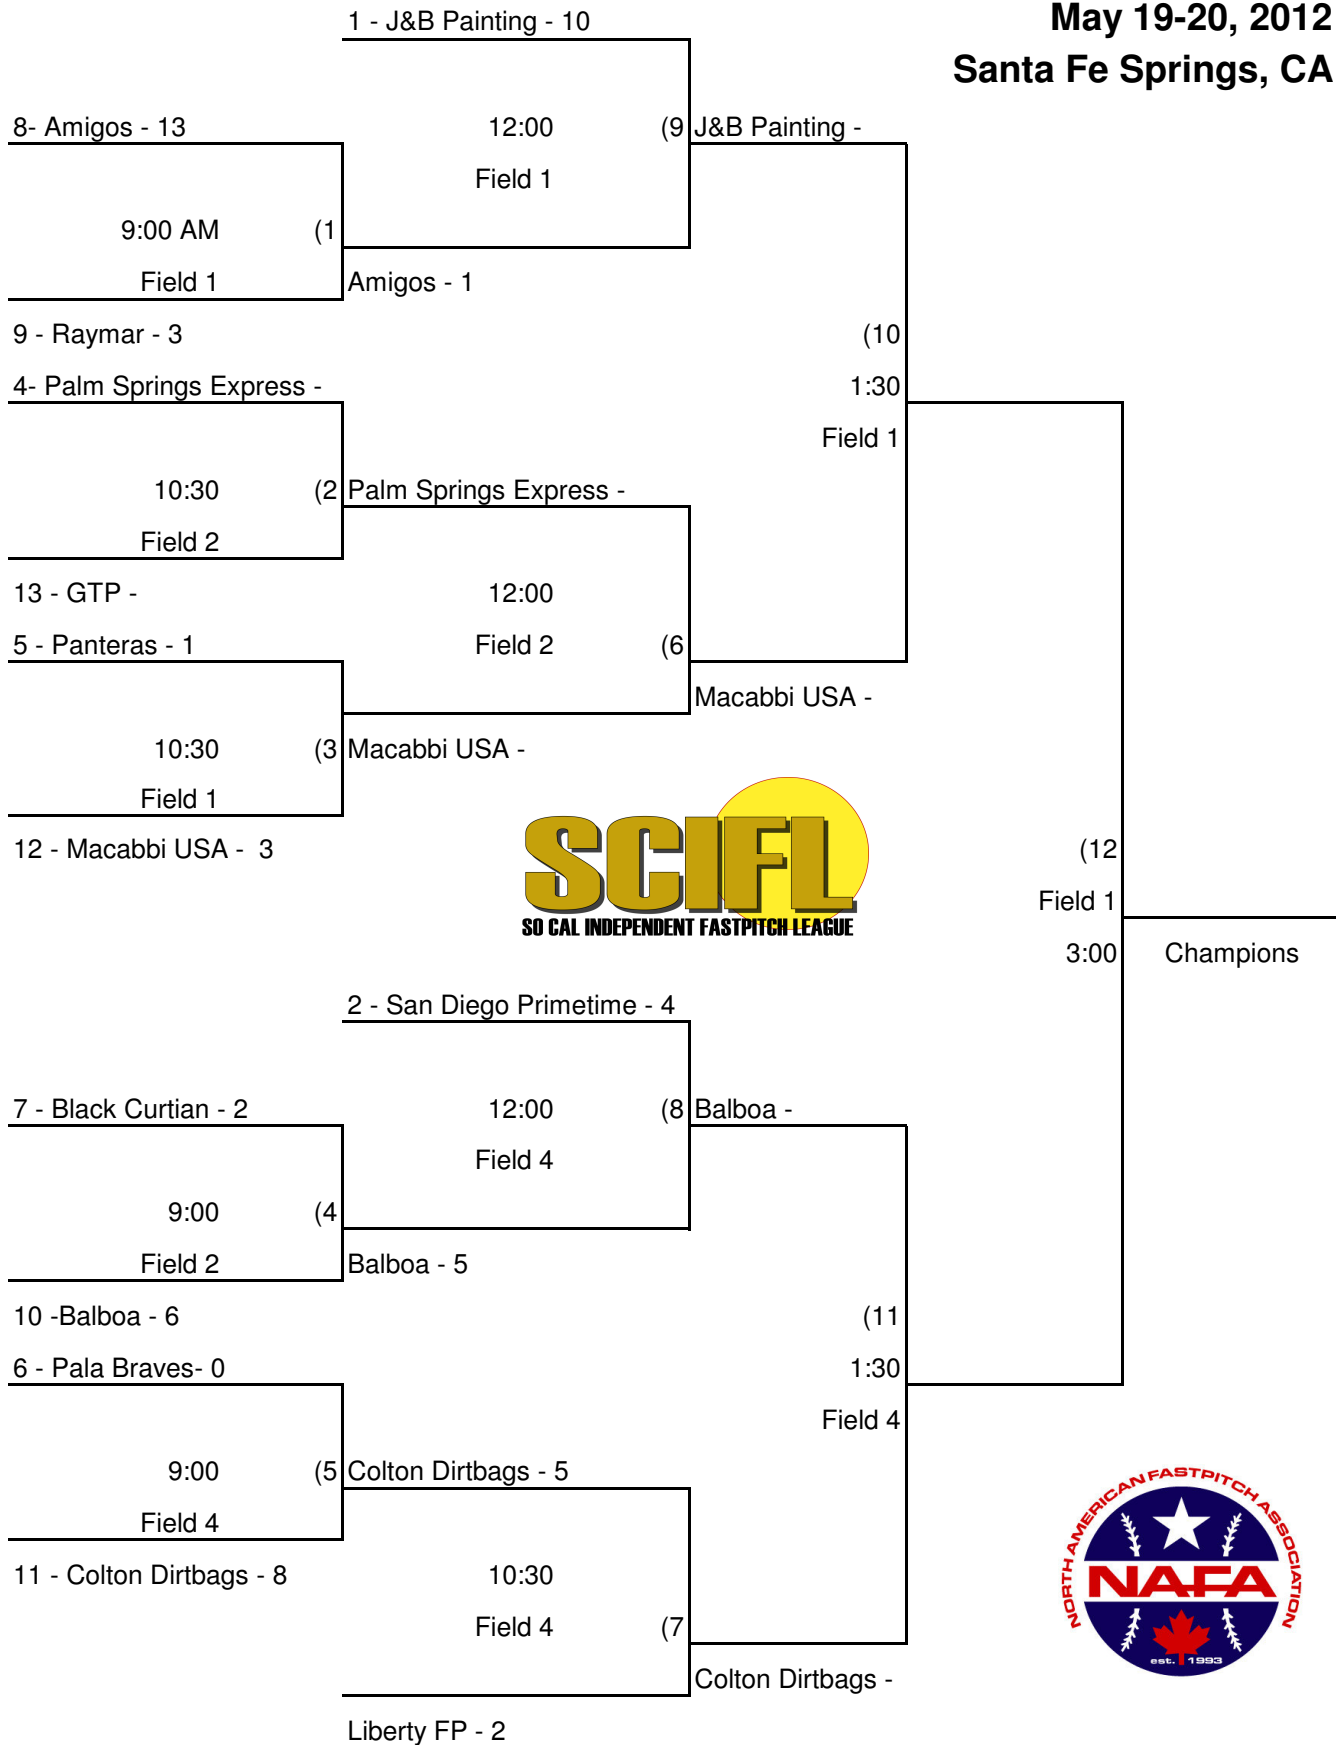 1 - J&B Painting - 10
May 19-20, 2012
Santa Fe Springs, CA
8- Amigos - 13
12:00
(9
J&B Painting -
Field 1
9:00 AM
(1
Field 1
Amigos - 1
9 - Raymar - 3
(10
4- Palm Springs Express -
1:30
Field 1
10:30
(2
Palm Springs Express -
Field 2
13 - GTP -
12:00
5 - Panteras - 1
Field 2
(6
Macabbi USA -
10:30
(3
Macabbi USA -
Field 1
12 - Macabbi USA -  3
SCIFL
SO CAL INDEPENDENT FASTPITCH LEAGUE
(12
Field 1
3:00
Champions
2 - San Diego Primetime - 4
7 - Black Curtian - 2
12:00
(8
Balboa -
Field 4
9:00
(4
Field 2
Balboa - 5
10 -Balboa - 6
(11
6 - Pala Braves- 0
1:30
Field 4
9:00
(5
Colton Dirtbags - 5
Field 4
11 - Colton Dirtbags - 8
10:30
Field 4
(7
Colton Dirtbags -
Liberty FP - 2
NORTH AMERICAN FASTPITCH ASSOCIATION
NAFA
est. 1993